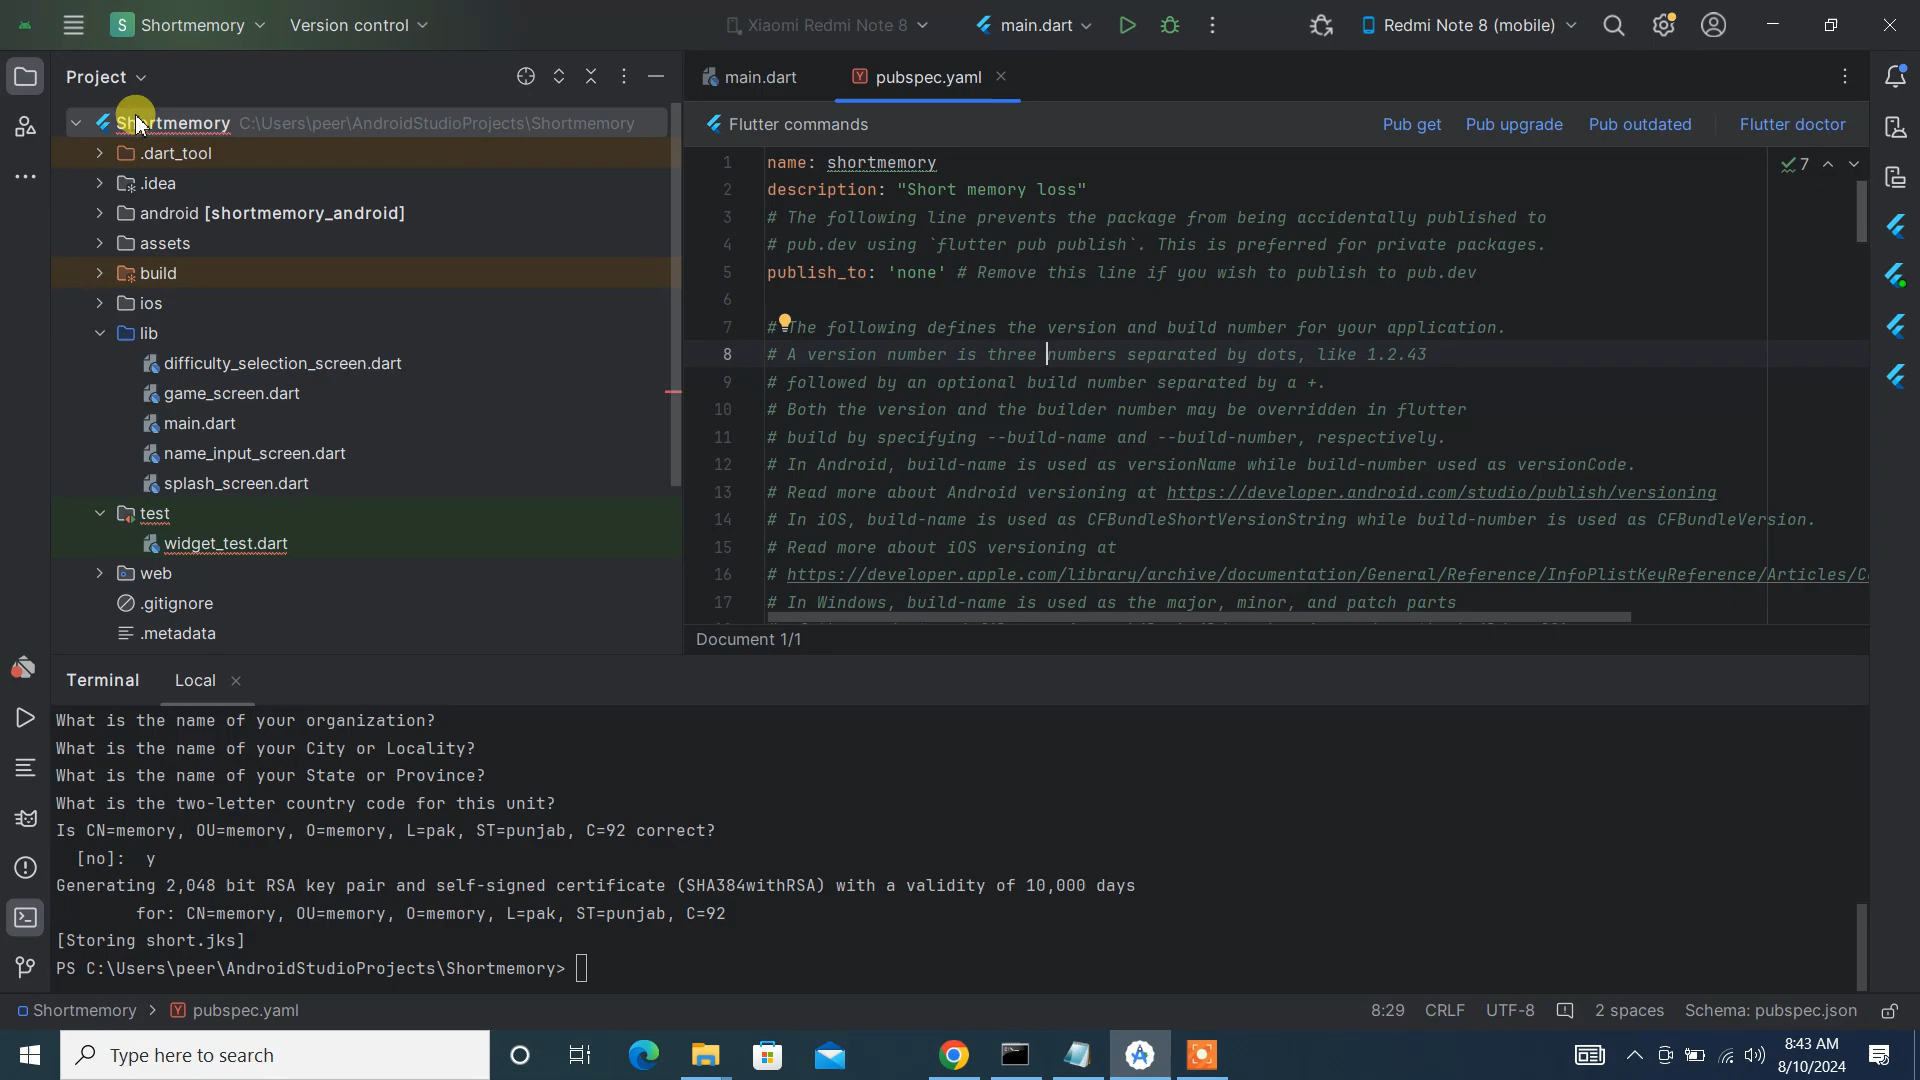 S Shortmemory Version control Xiaomi Redmi Note 8 main.dart Redmi Note 8 (mobile)
Project
main.dart
pubspec.yaml
Shortmemory C:\Users\peer\AndroidStudioProjects\Shortmemory
.dart_tool
.idea
android [shortmemory_android]
assets
build
ios
lib
difficulty_selection_screen.dart
game_screen.dart
main.dart
name_input_screen.dart
splash_screen.dart
test
widget_test.dart
web
.gitignore
.metadata
Flutter commands Pub get Pub upgrade Pub outdated Flutter doctor
7
1 name: shortmemory
2 description: "Short memory loss"
3 # The following line prevents the package from being accidentally published to
4 # pub.dev using `flutter pub publish`. This is preferred for private packages.
5 publish_to: 'none' # Remove this line if you wish to publish to pub.dev
6
7 # The following defines the version and build number for your application.
8 # A version number is three numbers separated by dots, like 1.2.43
9 # followed by an optional build number separated by a +.
10 # Both the version and the builder number may be overridden in flutter
11 # build by specifying --build-name and --build-number, respectively.
12 # In Android, build-name is used as versionName while build-number used as versionCode.
13 # Read more about Android versioning at https://developer.android.com/studio/publish/versioning
14 # In iOS, build-name is used as CFBundleShortVersionString while build-number is used as CFBundleVersion.
15 # Read more about iOS versioning at
16 # https://developer.apple.com/library/archive/documentation/General/Reference/InfoPlistKeyReference/Articles/C
17 # In Windows, build-name is used as the major, minor, and patch parts
Document 1/1
Terminal Local
What is the name of your organization?
What is the name of your City or Locality?
What is the name of your State or Province?
What is the two-letter country code for this unit?
Is CN=memory, OU=memory, O=memory, L=pak, ST=punjab, C=92 correct?
[no]: y
Generating 2,048 bit RSA key pair and self-signed certificate (SHA384withRSA) with a validity of 10,000 days
for: CN=memory, OU=memory, O=memory, L=pak, ST=punjab, C=92
[Storing short.jks]
PS C:\Users\peer\AndroidStudioProjects\Shortmemory>
Shortmemory > pubspec.yaml 8:29 CRLF UTF-8 2 spaces Schema: pubspec.json
Type here to search
8:43 AM
8/10/2024